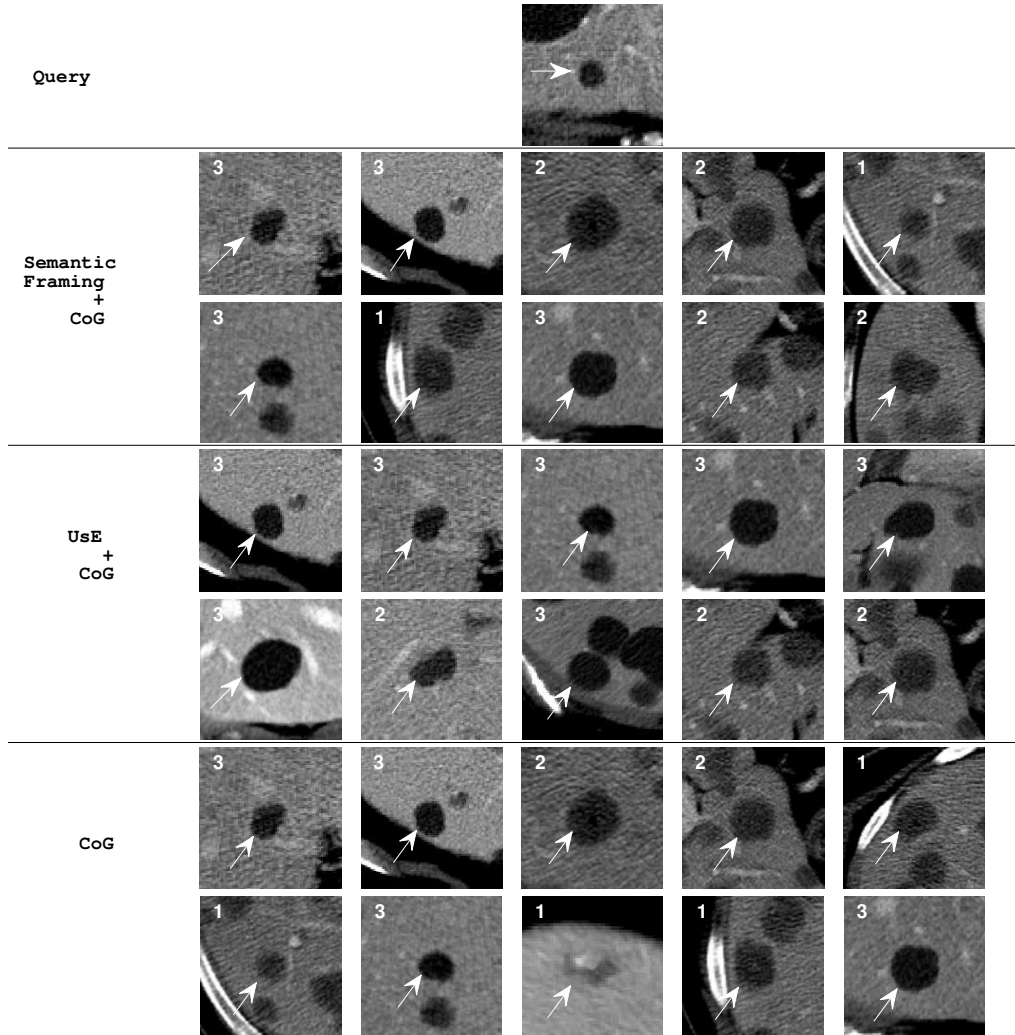 Query
3 3 2 2 1
Semantic
Framing
+
CoG
3 1 3 2 2
3 3 3 3 3
UsE
+
CoG
3 2 3 2 2
3 3 2 2 1
CoG
1 3 1 1 3